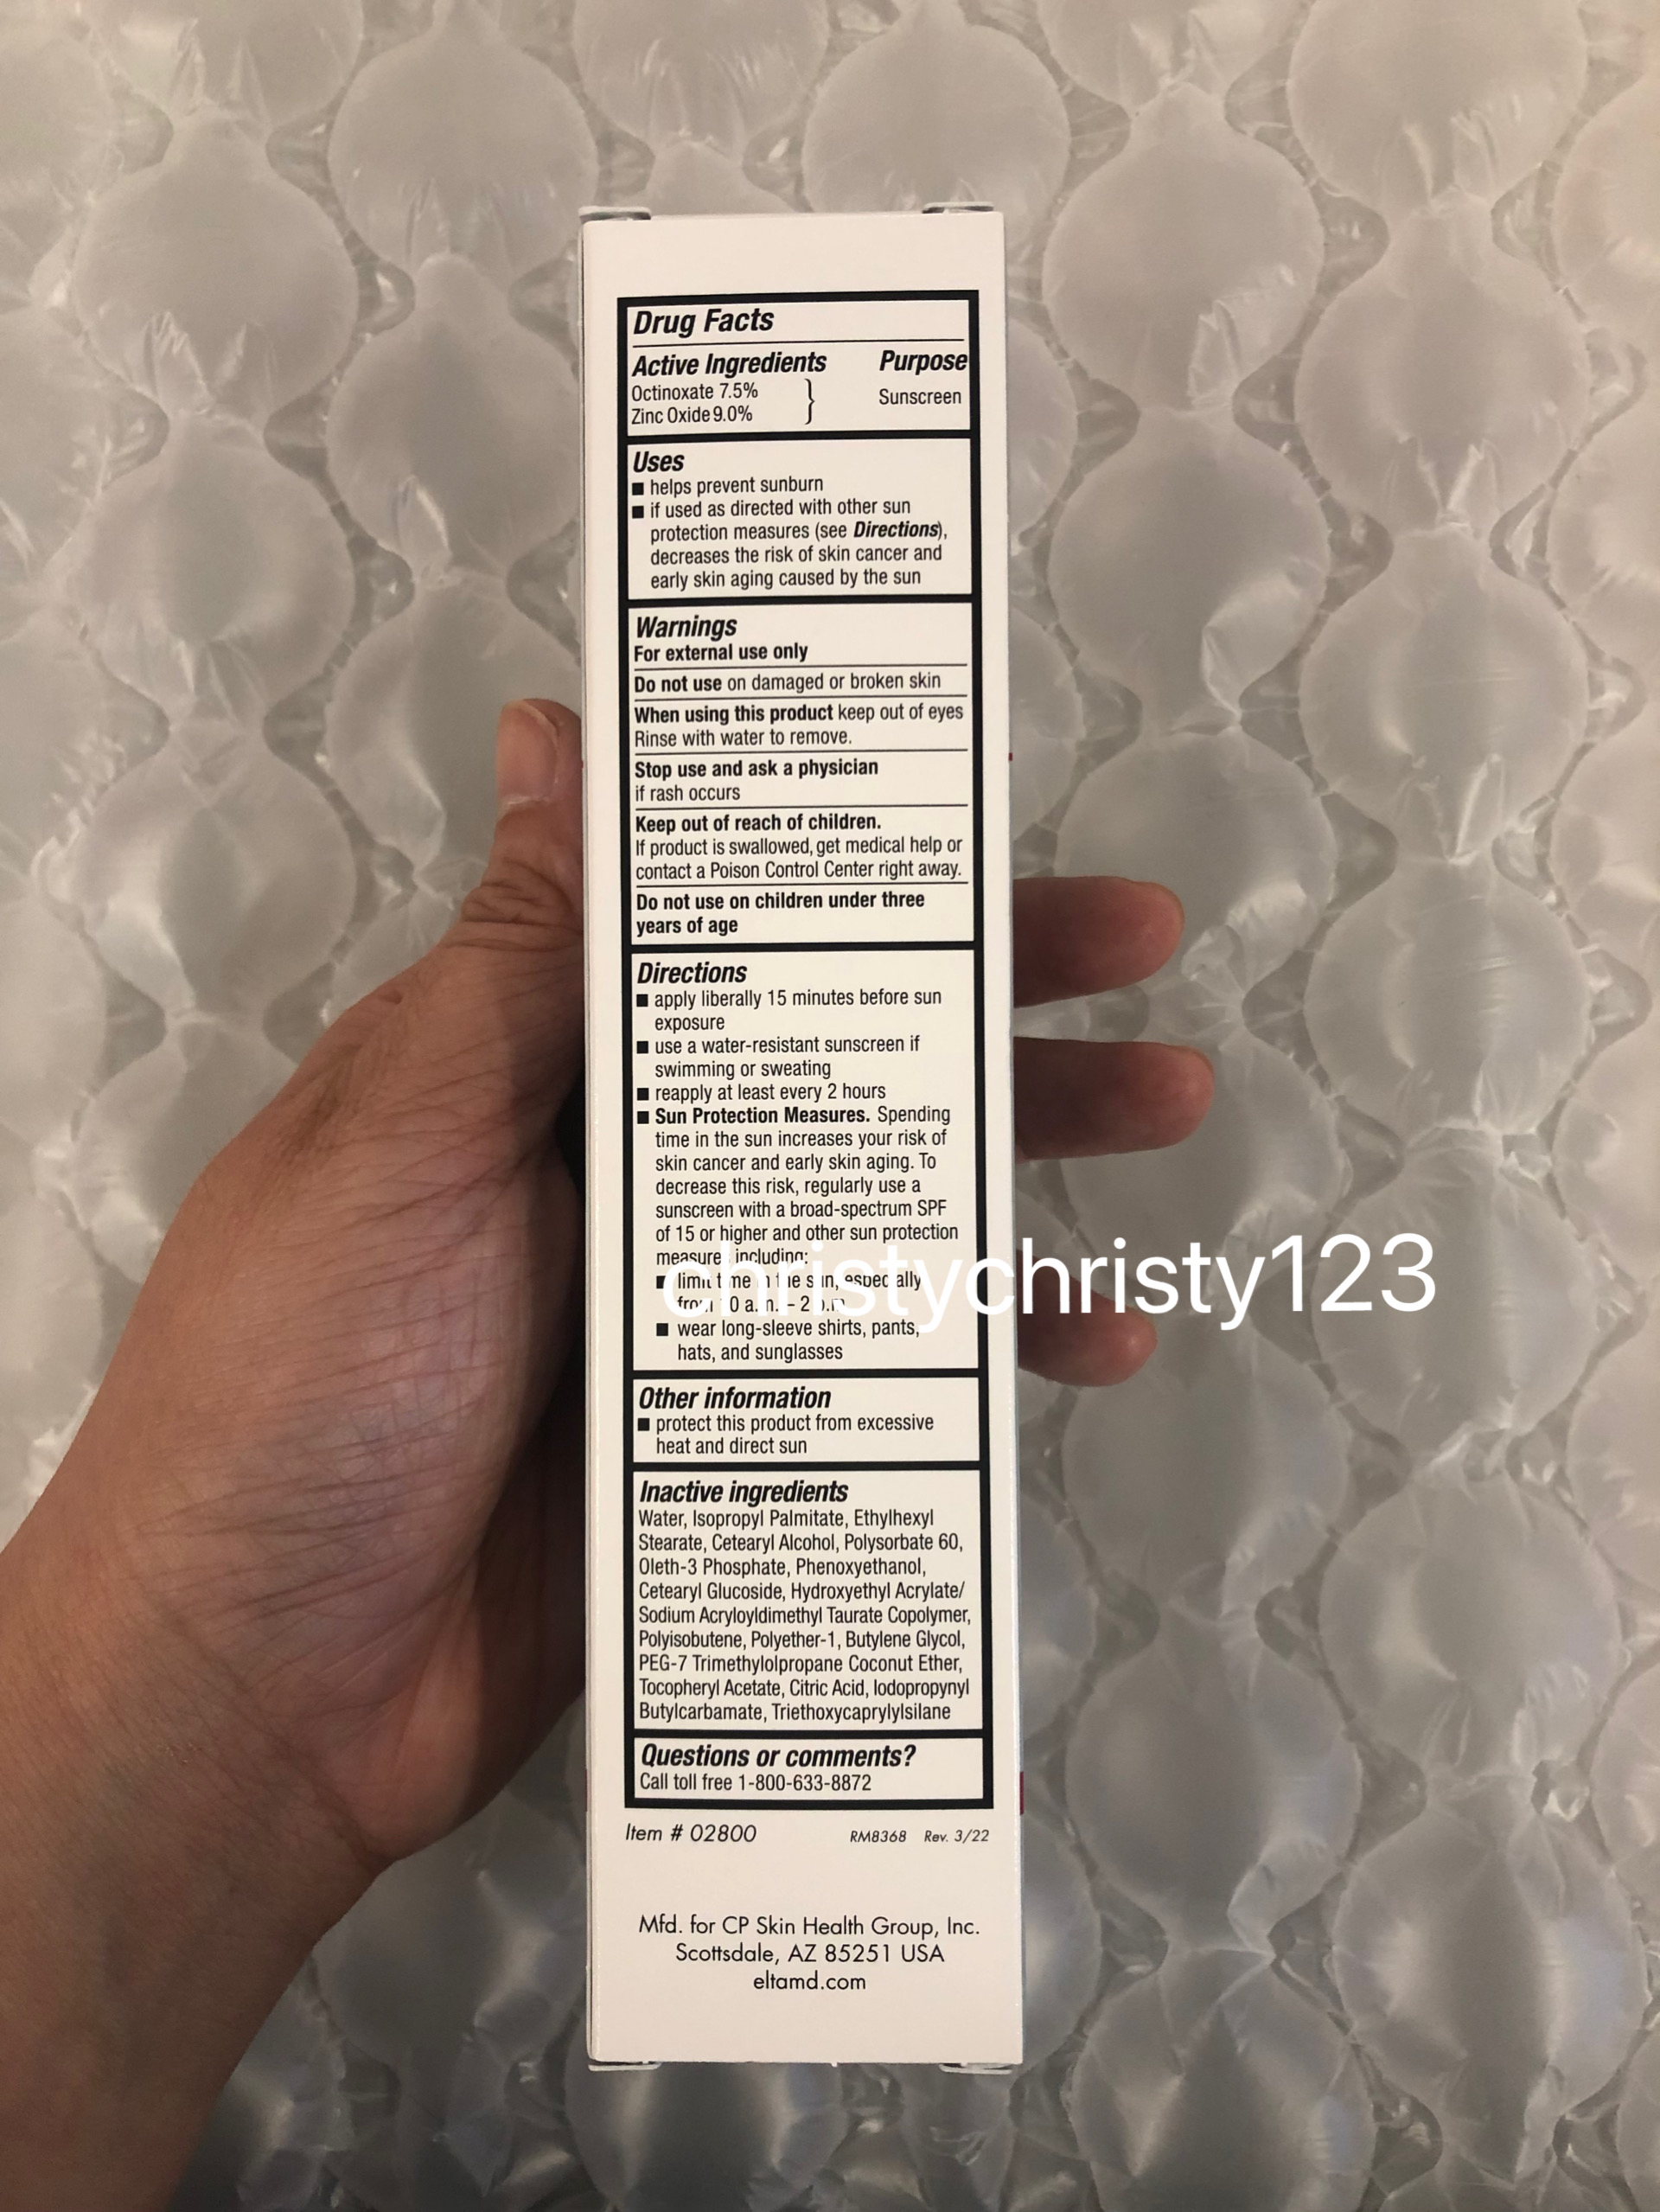 Drug Facts
Active Ingredients Purpose
Octinoxate 7.5%
Zinc Oxide 9.0% } Sunscreen
Uses
■ helps prevent sunburn
■ if used as directed with other sun
protection measures (see Directions),
decreases the risk of skin cancer and
early skin aging caused by the sun
Warnings
For external use only
Do not use on damaged or broken skin
When using this product keep out of eyes
Rinse with water to remove.
Stop use and ask a physician
if rash occurs
Keep out of reach of children.
If product is swallowed, get medical help or
contact a Poison Control Center right away.
Do not use on children under three
years of age
Directions
■ apply liberally 15 minutes before sun
exposure
■ use a water-resistant sunscreen if
swimming or sweating
■ reapply at least every 2 hours
■ Sun Protection Measures. Spending
time in the sun increases your risk of
skin cancer and early skin aging. To
decrease this risk, regularly use a
sunscreen with a broad-spectrum SPF
of 15 or higher and other sun protection
measures including:
■ limit time in the sun, especially
from 10 a.m. – 2 p.m.
■ wear long-sleeve shirts, pants,
hats, and sunglasses
christychristy123
Other information
■ protect this product from excessive
heat and direct sun
Inactive ingredients
Water, Isopropyl Palmitate, Ethylhexyl
Stearate, Cetearyl Alcohol, Polysorbate 60,
Oleth-3 Phosphate, Phenoxyethanol,
Cetearyl Glucoside, Hydroxyethyl Acrylate/
Sodium Acryloyldimethyl Taurate Copolymer,
Polyisobutene, Polyether-1, Butylene Glycol,
PEG-7 Trimethylolpropane Coconut Ether,
Tocopheryl Acetate, Citric Acid, Iodopropynyl
Butylcarbamate, Triethoxycaprylylsilane
Questions or comments?
Call toll free 1-800-633-8872
Item # 02800 RM8368 Rev. 3/22
Mfd. for CP Skin Health Group, Inc.
Scottsdale, AZ 85251 USA
eltamd.com